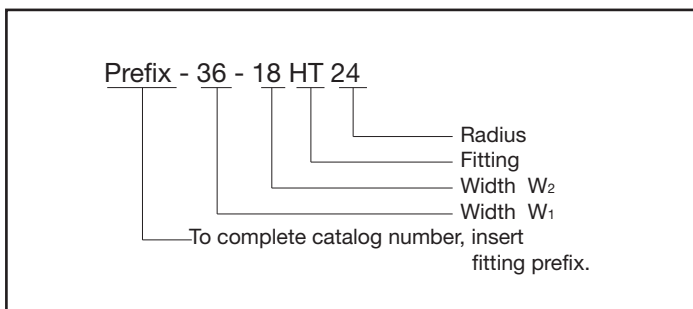 Prefix - 36 - 18 HT 24
Radius
Fitting
Width W2
Width W1
To complete catalog number, insert
fitting prefix.